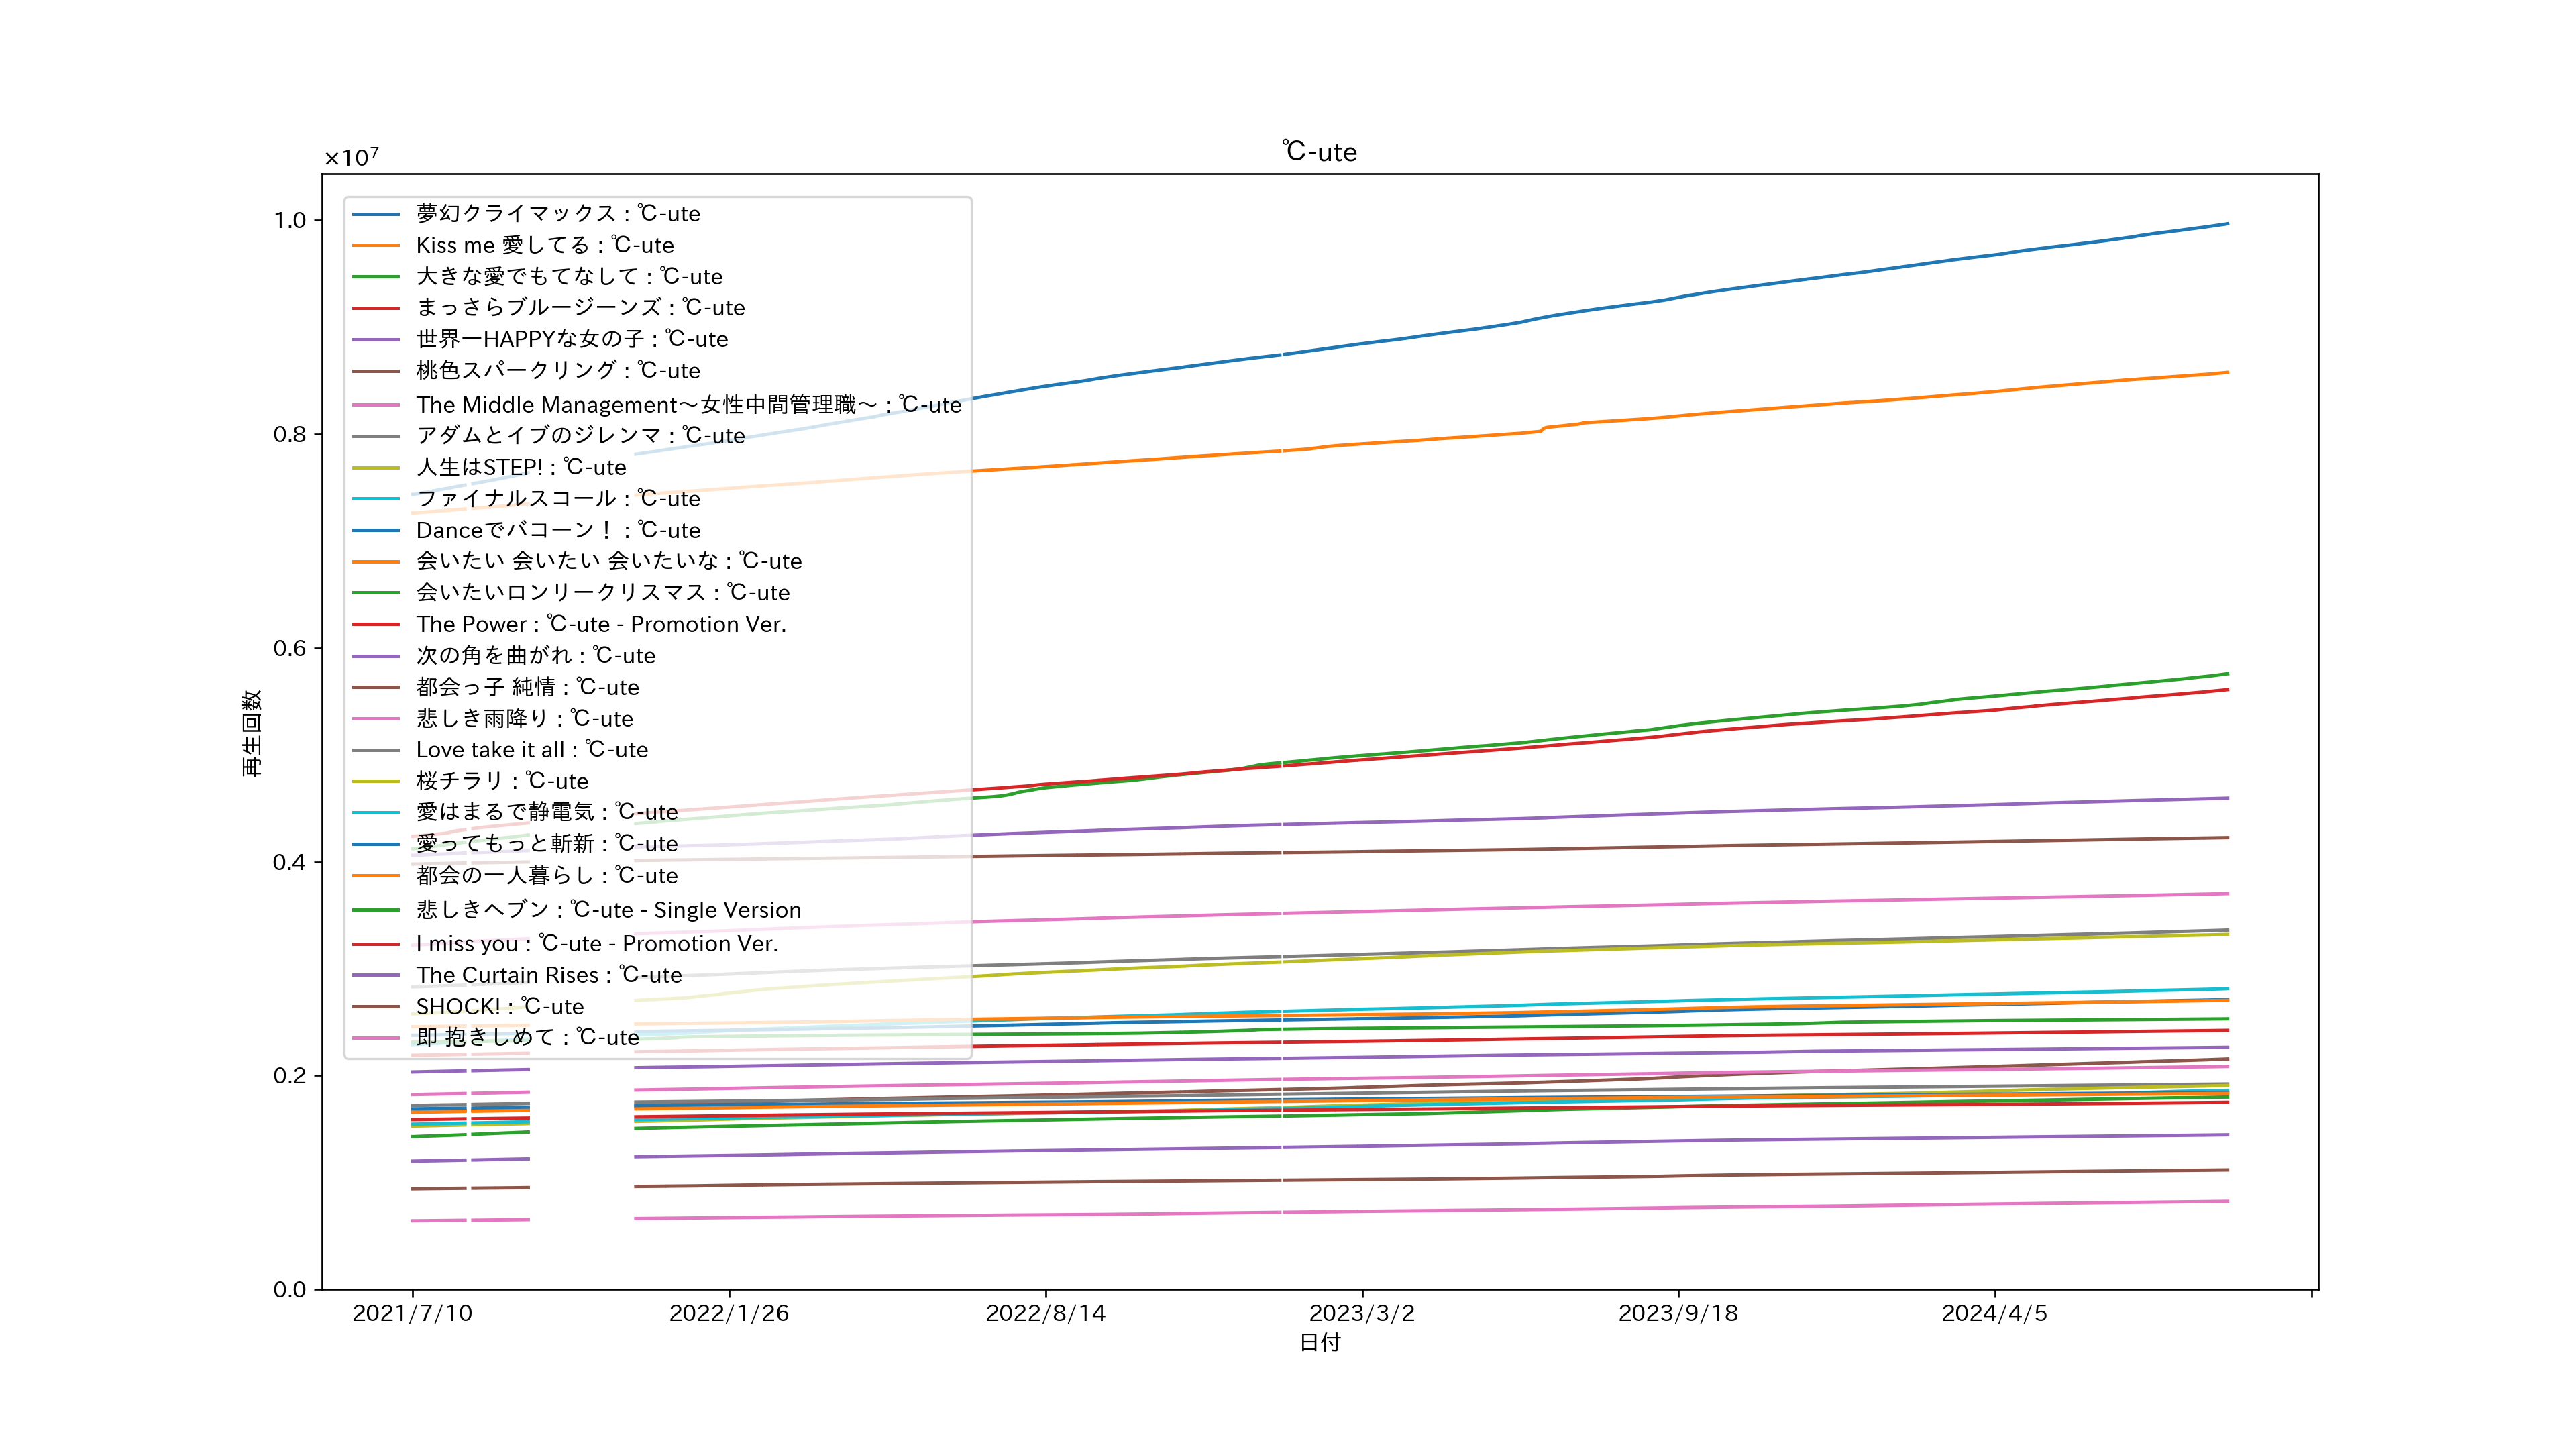 ℃-ute
×10⁷
1.0
0.8
0.6
0.4
0.2
0.0
再生回数
夢幻クライマックス : ℃-ute
Kiss me 愛してる : ℃-ute
大きな愛でもてなして : ℃-ute
まっさらブルージーンズ : ℃-ute
世界一HAPPYな女の子 : ℃-ute
桃色スパークリング : ℃-ute
The Middle Management〜女性中間管理職〜 : ℃-ute
アダムとイブのジレンマ : ℃-ute
人生はSTEP! : ℃-ute
ファイナルスコール : ℃-ute
Danceでバコーン！ : ℃-ute
会いたい 会いたい 会いたいな : ℃-ute
会いたいロンリークリスマス : ℃-ute
The Power : ℃-ute - Promotion Ver.
次の角を曲がれ : ℃-ute
都会っ子 純情 : ℃-ute
悲しき雨降り : ℃-ute
Love take it all : ℃-ute
桜チラリ : ℃-ute
愛はまるで静電気 : ℃-ute
愛ってもっと斬新 : ℃-ute
都会の一人暮らし : ℃-ute
悲しきヘブン : ℃-ute - Single Version
I miss you : ℃-ute - Promotion Ver.
The Curtain Rises : ℃-ute
SHOCK! : ℃-ute
即 抱きしめて : ℃-ute
2021/7/10
2022/1/26
2022/8/14
2023/3/2
2023/9/18
2024/4/5
日付